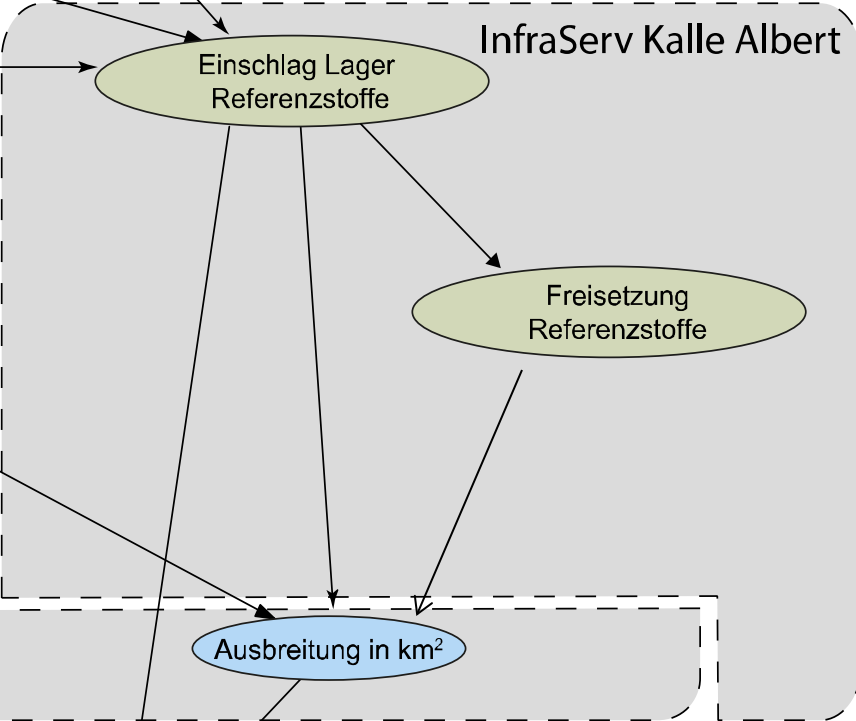 InfraServ Kalle Albert
Einschlag Lager
Referenzstoffe
Freisetzung
Referenzstoffe
Ausbreitung in km²